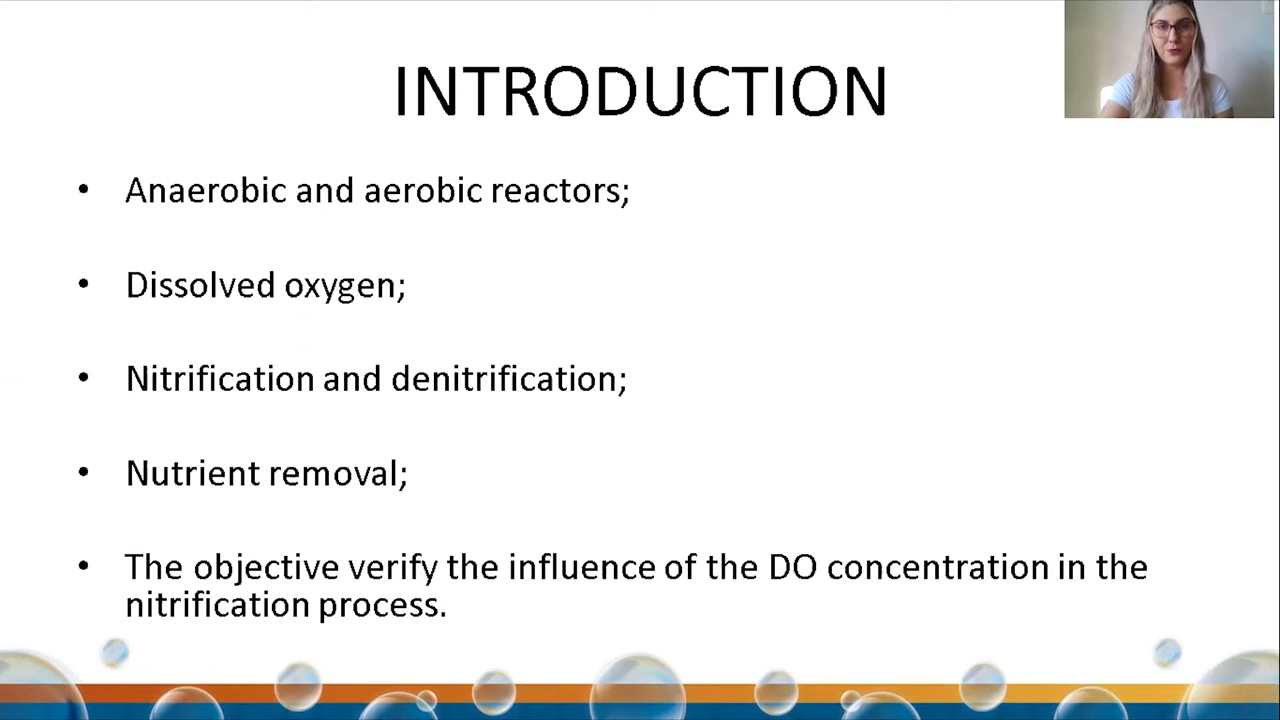 INTRODUCTION
• Anaerobic and aerobic reactors;
• Dissolved oxygen;
• Nitrification and denitrification;
• Nutrient removal;
• The objective verify the influence of the DO concentration in the
nitrification process.